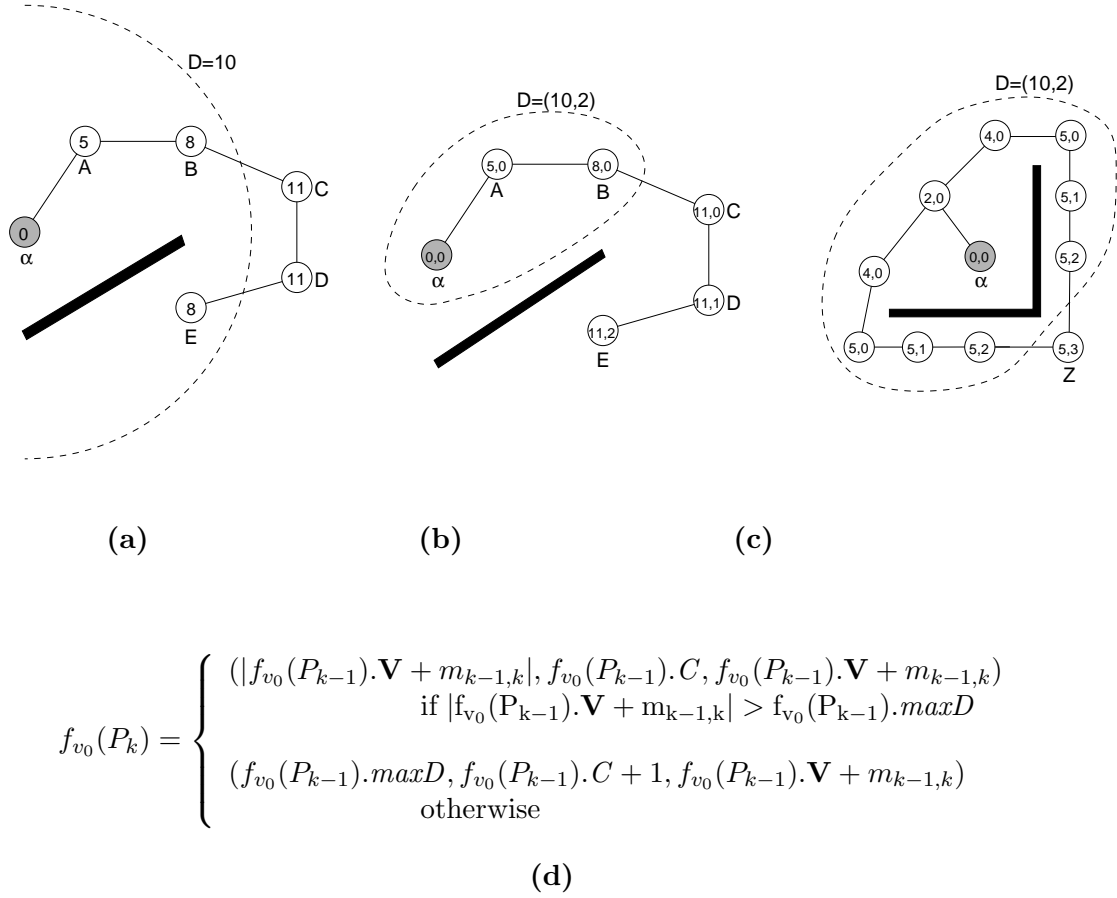 D=10
5
A
8
B
11
C
0
α
11
D
8
E
(a)
D=(10,2)
5,0
A
8,0
B
11,0
C
0,0
α
11,1
D
11,2
E
(b)
D=(10,2)
4,0
5,0
2,0
5,1
0,0
α
5,2
4,0
5,0
5,1
5,2
5,3
Z
(c)
f_{v_0}(P_k) = {
(|f_{v_0}(P_{k−1}).V + m_{k−1,k}|, f_{v_0}(P_{k−1}).C, f_{v_0}(P_{k−1}).V + m_{k−1,k})
if |f_{v_0}(P_{k−1}).V + m_{k−1,k}| > f_{v_0}(P_{k−1}).maxD
(f_{v_0}(P_{k−1}).maxD, f_{v_0}(P_{k−1}).C + 1, f_{v_0}(P_{k−1}).V + m_{k−1,k})
otherwise
(d)